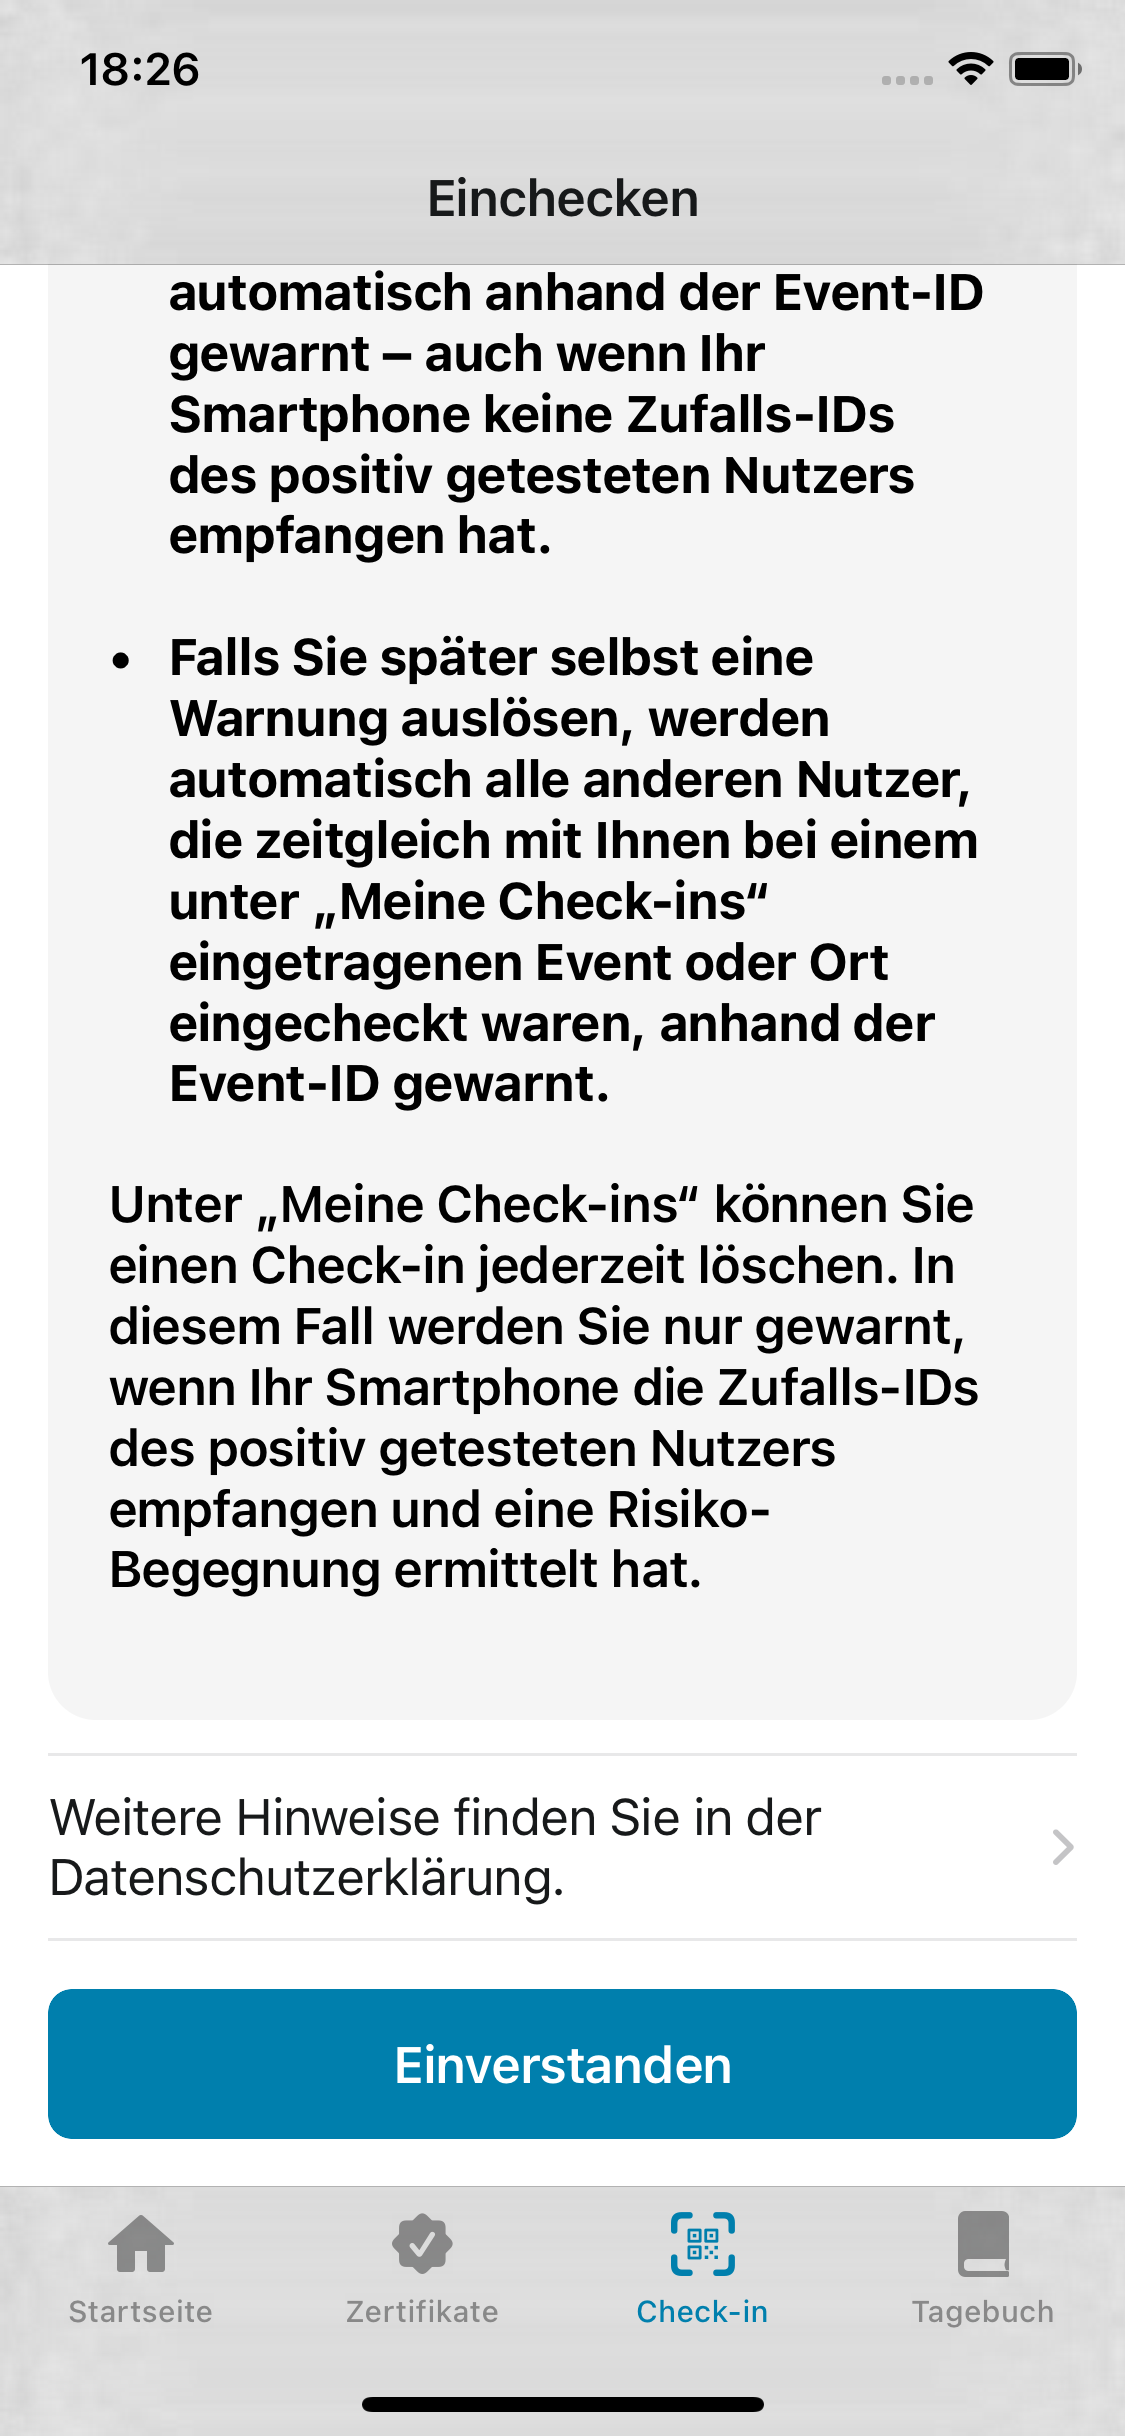 18:26
Einchecken
automatisch anhand der Event-ID
gewarnt – auch wenn Ihr
Smartphone keine Zufalls-IDs
des positiv getesteten Nutzers
empfangen hat.
• Falls Sie später selbst eine
Warnung auslösen, werden
automatisch alle anderen Nutzer,
die zeitgleich mit Ihnen bei einem
unter „Meine Check-ins“
eingetragenen Event oder Ort
eingecheckt waren, anhand der
Event-ID gewarnt.
Unter „Meine Check-ins“ können Sie
einen Check-in jederzeit löschen. In
diesem Fall werden Sie nur gewarnt,
wenn Ihr Smartphone die Zufalls-IDs
des positiv getesteten Nutzers
empfangen und eine Risiko-
Begegnung ermittelt hat.
Weitere Hinweise finden Sie in der
Datenschutzerklärung.
Einverstanden
Startseite
Zertifikate
Check-in
Tagebuch